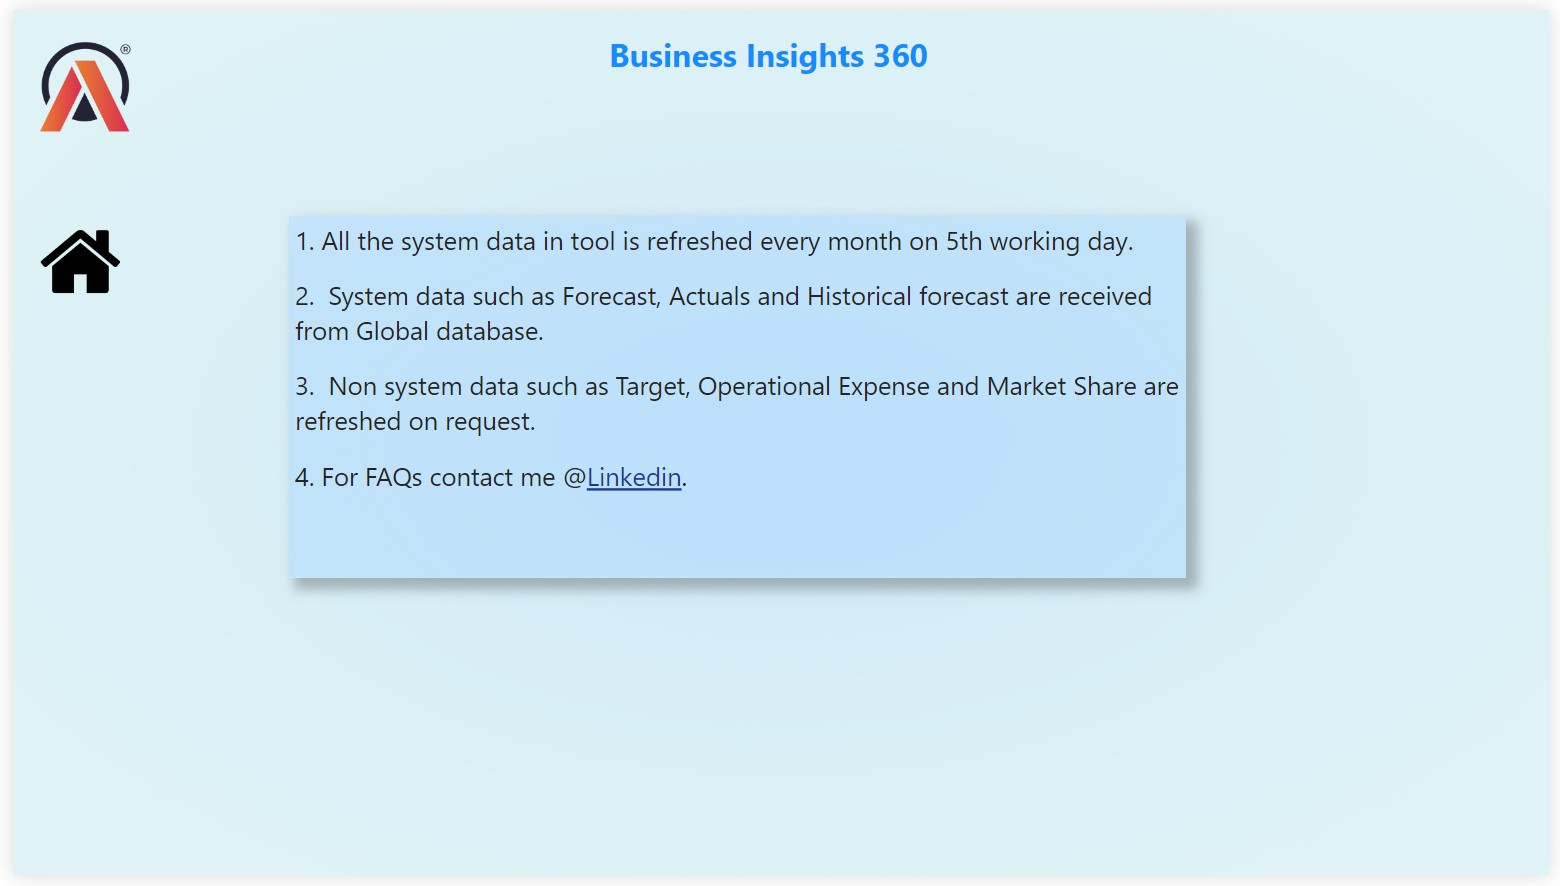 ®
Business Insights 360
1. All the system data in tool is refreshed every month on 5th working day.
2.  System data such as Forecast, Actuals and Historical forecast are received
from Global database.
3.  Non system data such as Target, Operational Expense and Market Share are
refreshed on request.
4. For FAQs contact me @Linkedin.